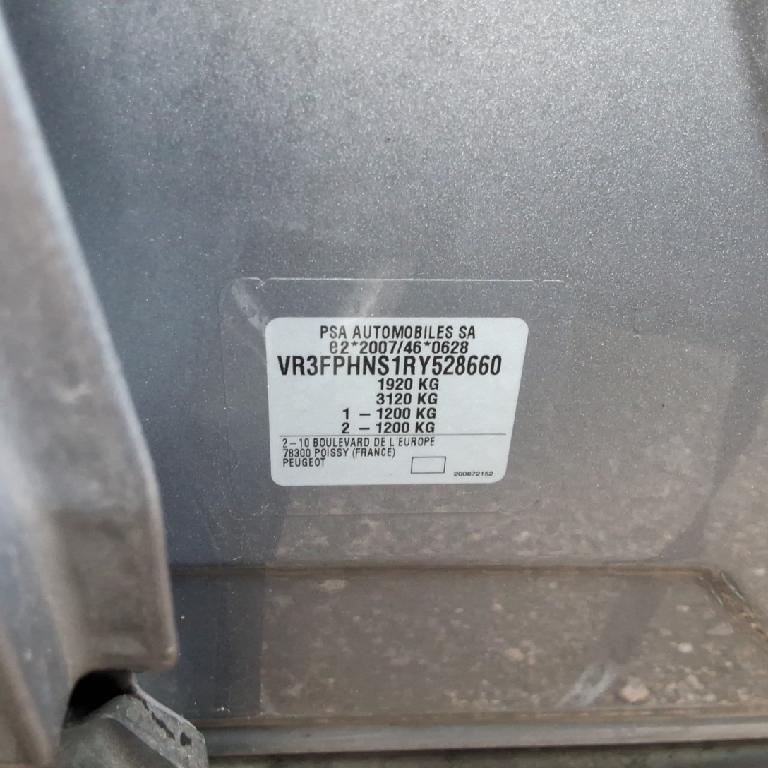 PSA AUTOMOBILES SA
e2*2007/46*0628
VR3FPHNS1RY528660
1920 KG
3120 KG
1 – 1200 KG
2 – 1200 KG
2–10 BOULEVARD DE L'EUROPE
78300 POISSY (FRANCE)
PEUGEOT
200872152